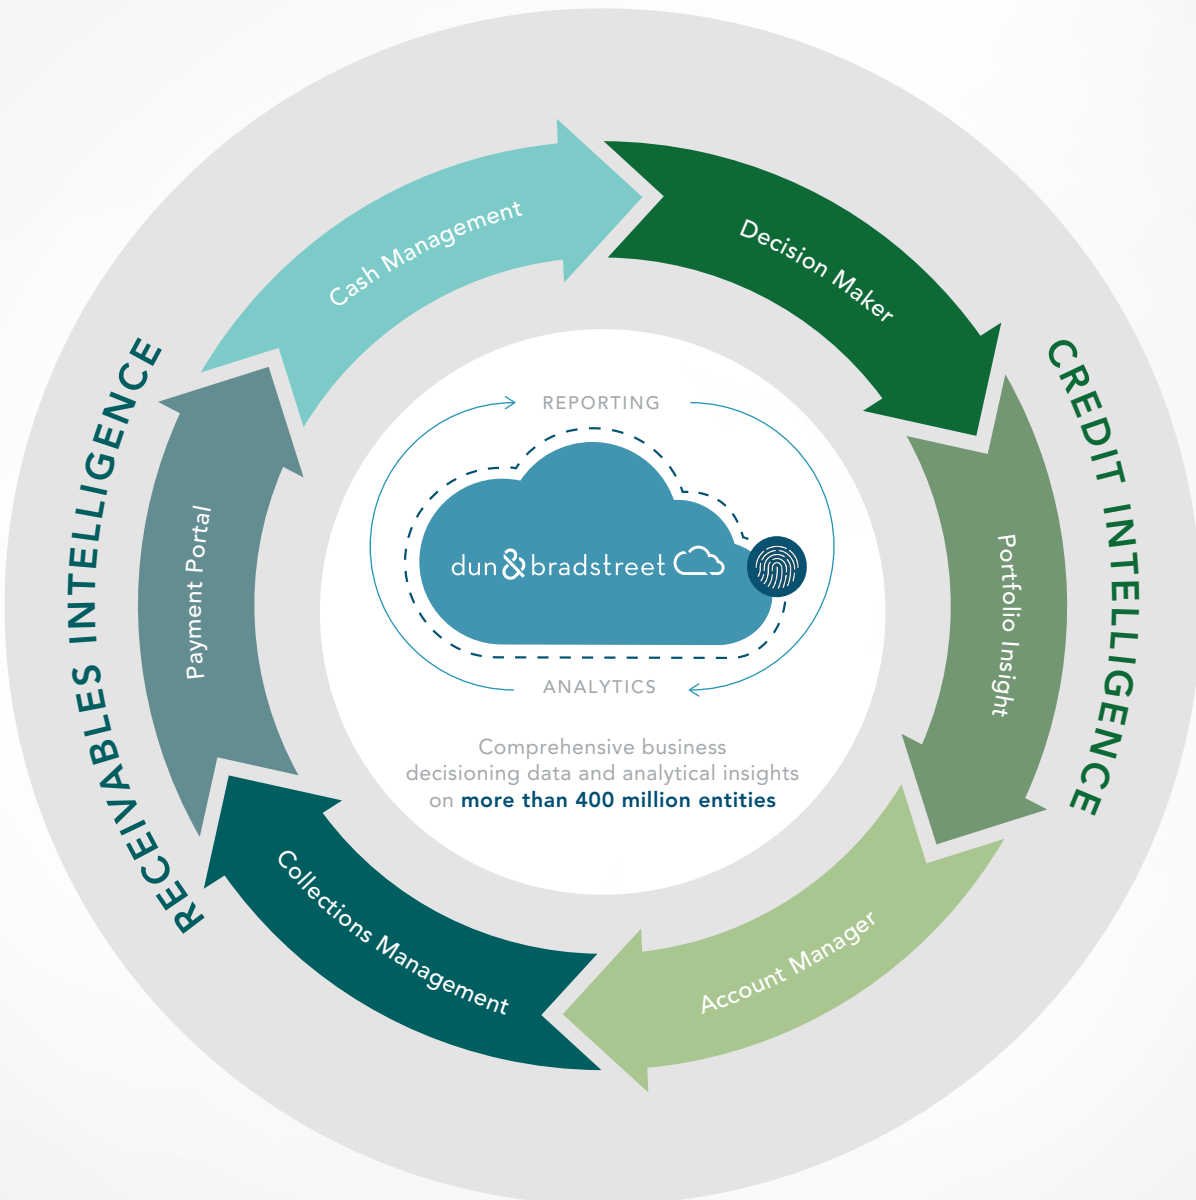 Cash Management
Decision Maker
RECEIVABLES INTELLIGENCE
CREDIT INTELLIGENCE
Payment Portal
Portfolio Insight
REPORTING
dun & bradstreet
ANALYTICS
Comprehensive business
decisioning data and analytical insights
on more than 400 million entities
Collections Management
Account Manager